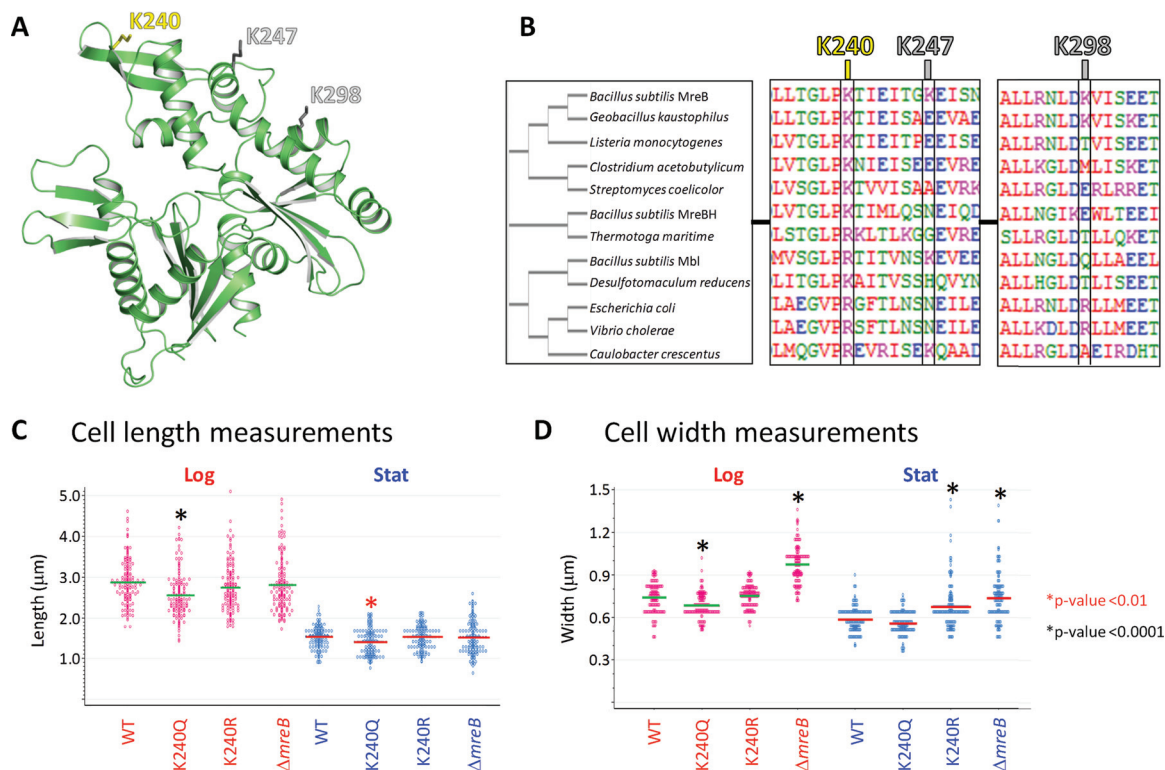 A
K240
K247
K298
B
K240 K247 K298
Bacillus subtilis MreB
Geobacillus kaustophilus
Listeria monocytogenes
Clostridium acetobutylicum
Streptomyces coelicolor
Bacillus subtilis MreBH
Thermotoga maritime
Bacillus subtilis Mbl
Desulfotomaculum reducens
Escherichia coli
Vibrio cholerae
Caulobacter crescentus
LLTGLPKTIEITGKEISN
LLTGLPKTIEISAEEVAE
LVTGLPKTIEITPEEISE
LVTGLPKNIEISEEEVRE
LVSGLPKTVVISAAEVRK
LVTGLPKTIMLQSNEIQD
LSTGLPRKLTLKGGEVRE
MVSGLPRTITVNSKEVEE
LITGLPKAITVSSHQVYN
LAEGVPRGFTLNSNEILE
LAEGVPRSFTLNSNEILE
LMQGVPREVRISEKQAAD
ALLRNLDKVISEET
ALLRGLDKVISEET
ALLRNLDTVISEET
ALLKGLDMLISKET
ALLRGLDERLRRET
ALLNGIKEWLTEEI
SLLRGLDTLLQKET
ALLRNLDQLLAEEL
ALLHGLDTLISEET
ALLRNLDRLLMEET
ALLKDLDRLLMEET
ALLRGLDAEIRDHT
C Cell length measurements
Log Stat
Length (µm)
5.0
4.0
3.0
2.0
1.0
*
*
WT K240Q K240R ΔmreB WT K240Q K240R ΔmreB
D Cell width measurements
Log Stat
Width (µm)
1.5
1.2
0.9
0.6
0.3
* * * *
*p-value <0.01
*p-value <0.0001
WT K240Q K240R ΔmreB WT K240Q K240R ΔmreB